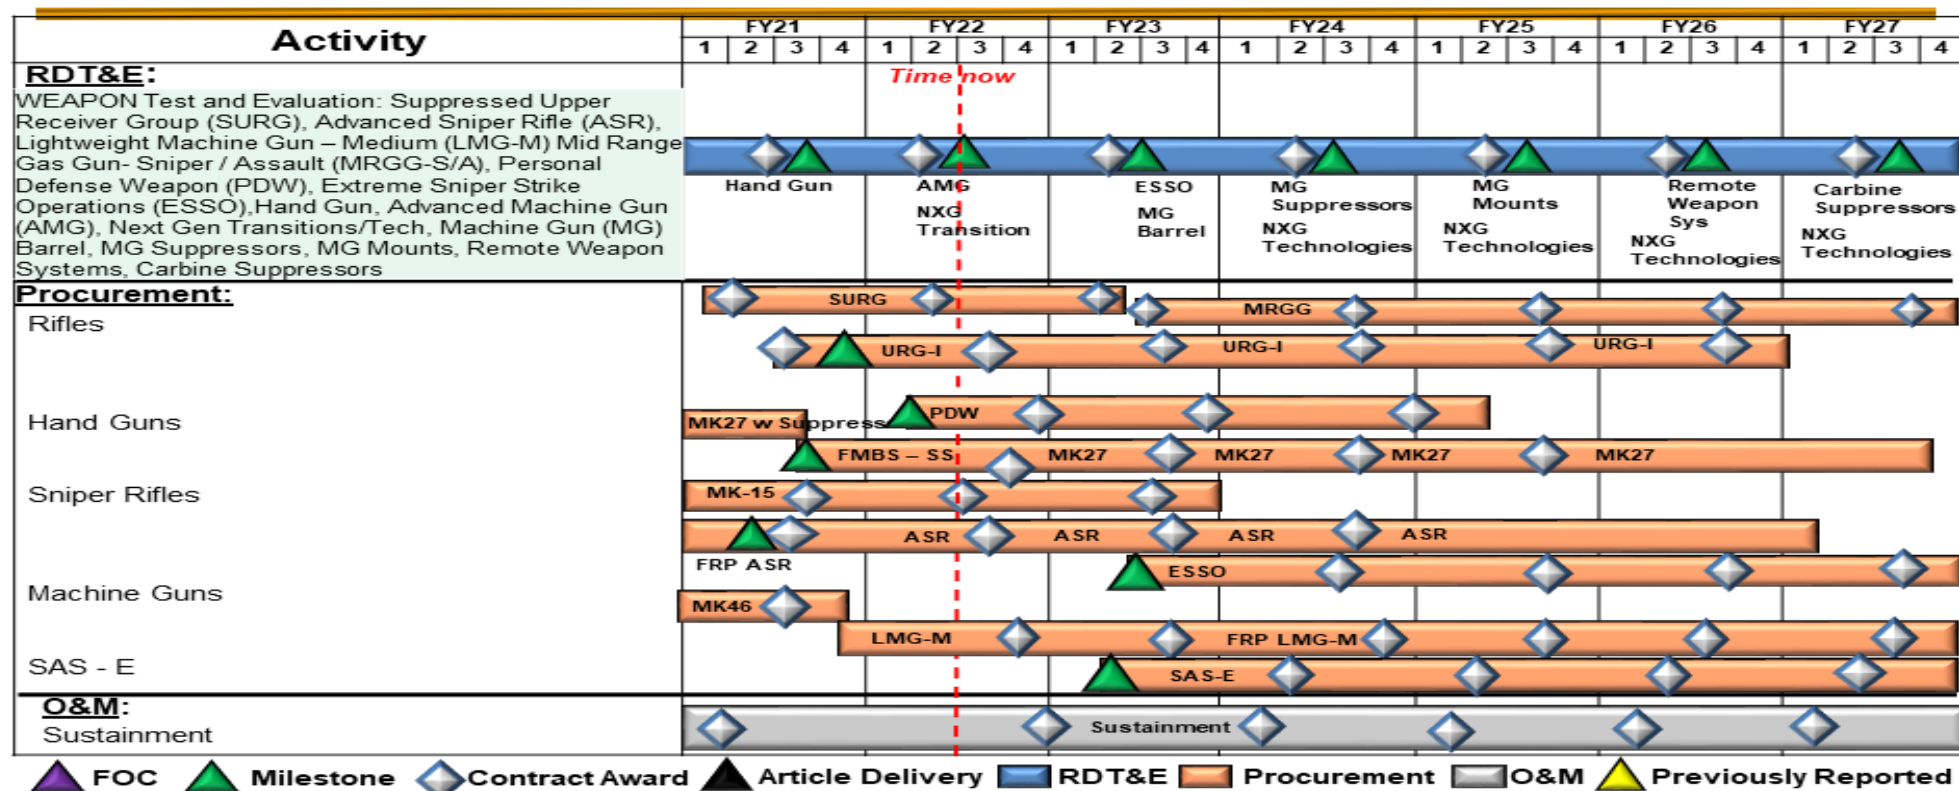 Activity
FY21 FY22 FY23 FY24 FY25 FY26 FY27
1 2 3 4 1 2 3 4 1 2 3 4 1 2 3 4 1 2 3 4 1 2 3 4 1 2 3 4
RDT&E:
Time now
WEAPON Test and Evaluation: Suppressed Upper
Receiver Group (SURG), Advanced Sniper Rifle (ASR),
Lightweight Machine Gun – Medium (LMG-M) Mid Range
Gas Gun- Sniper / Assault (MRGG-S/A), Personal
Defense Weapon (PDW), Extreme Sniper Strike
Operations (ESSO),Hand Gun, Advanced Machine Gun
(AMG), Next Gen Transitions/Tech, Machine Gun (MG)
Barrel, MG Suppressors, MG Mounts, Remote Weapon
Systems, Carbine Suppressors
Hand Gun
AMG
NXG
Transition
ESSO
MG
Barrel
MG
Suppressors
NXG
Technologies
MG
Mounts
NXG
Technologies
Remote
Weapon
Sys
NXG
Technologies
Carbine
Suppressors
NXG
Technologies
Procurement:
Rifles
SURG
MRGG
URG-I URG-I URG-I
Hand Guns
MK27 w Suppress
PDW
FMBS – SS MK27 MK27 MK27 MK27
Sniper Rifles
MK-15
ASR ASR ASR ASR
FRP ASR
ESSO
Machine Guns
MK46
LMG-M FRP LMG-M
SAS - E
SAS-E
O&M:
Sustainment
Sustainment
FOC Milestone Contract Award Article Delivery RDT&E Procurement O&M Previously Reported